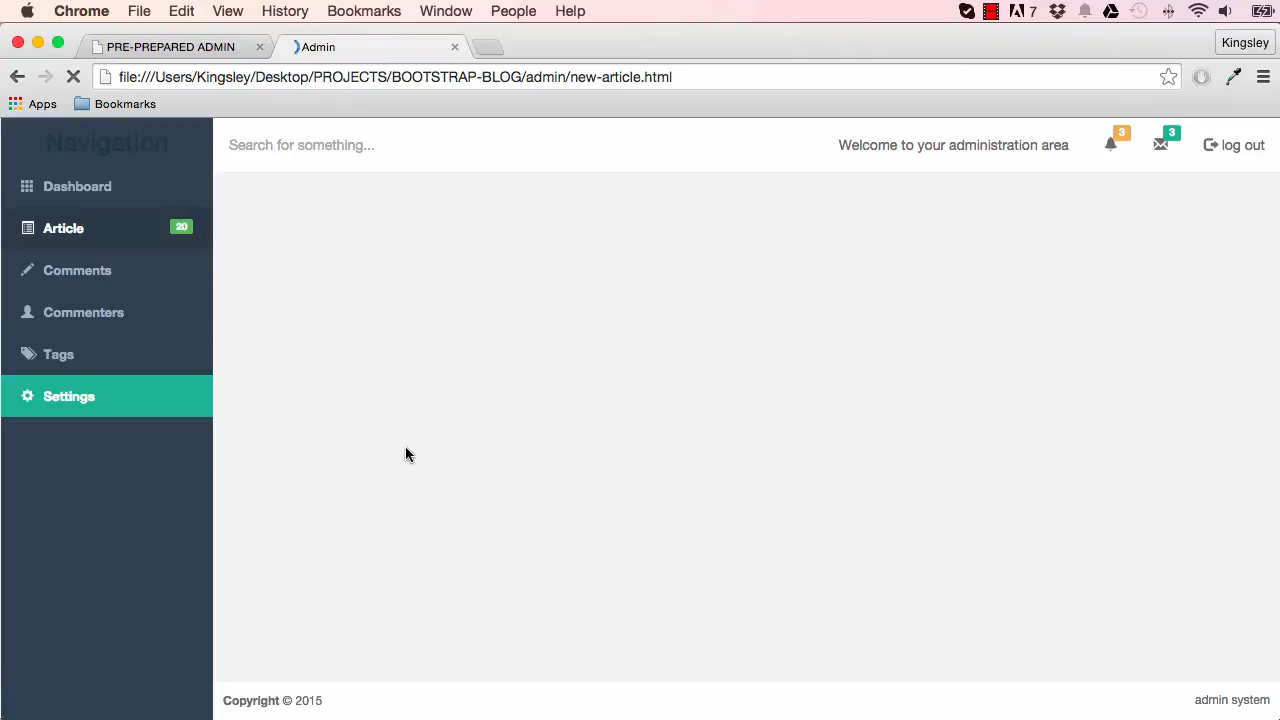 Chrome File Edit View History Bookmarks Window People Help 7
PRE-PREPARED ADMIN Admin Kingsley
file:///Users/Kingsley/Desktop/PROJECTS/BOOTSTRAP-BLOG/admin/new-article.html
Apps Bookmarks
Navigation
Search for something... Welcome to your administration area 3 3 log out
Dashboard
Article 20
Comments
Commenters
Tags
Settings
Copyright © 2015 admin system